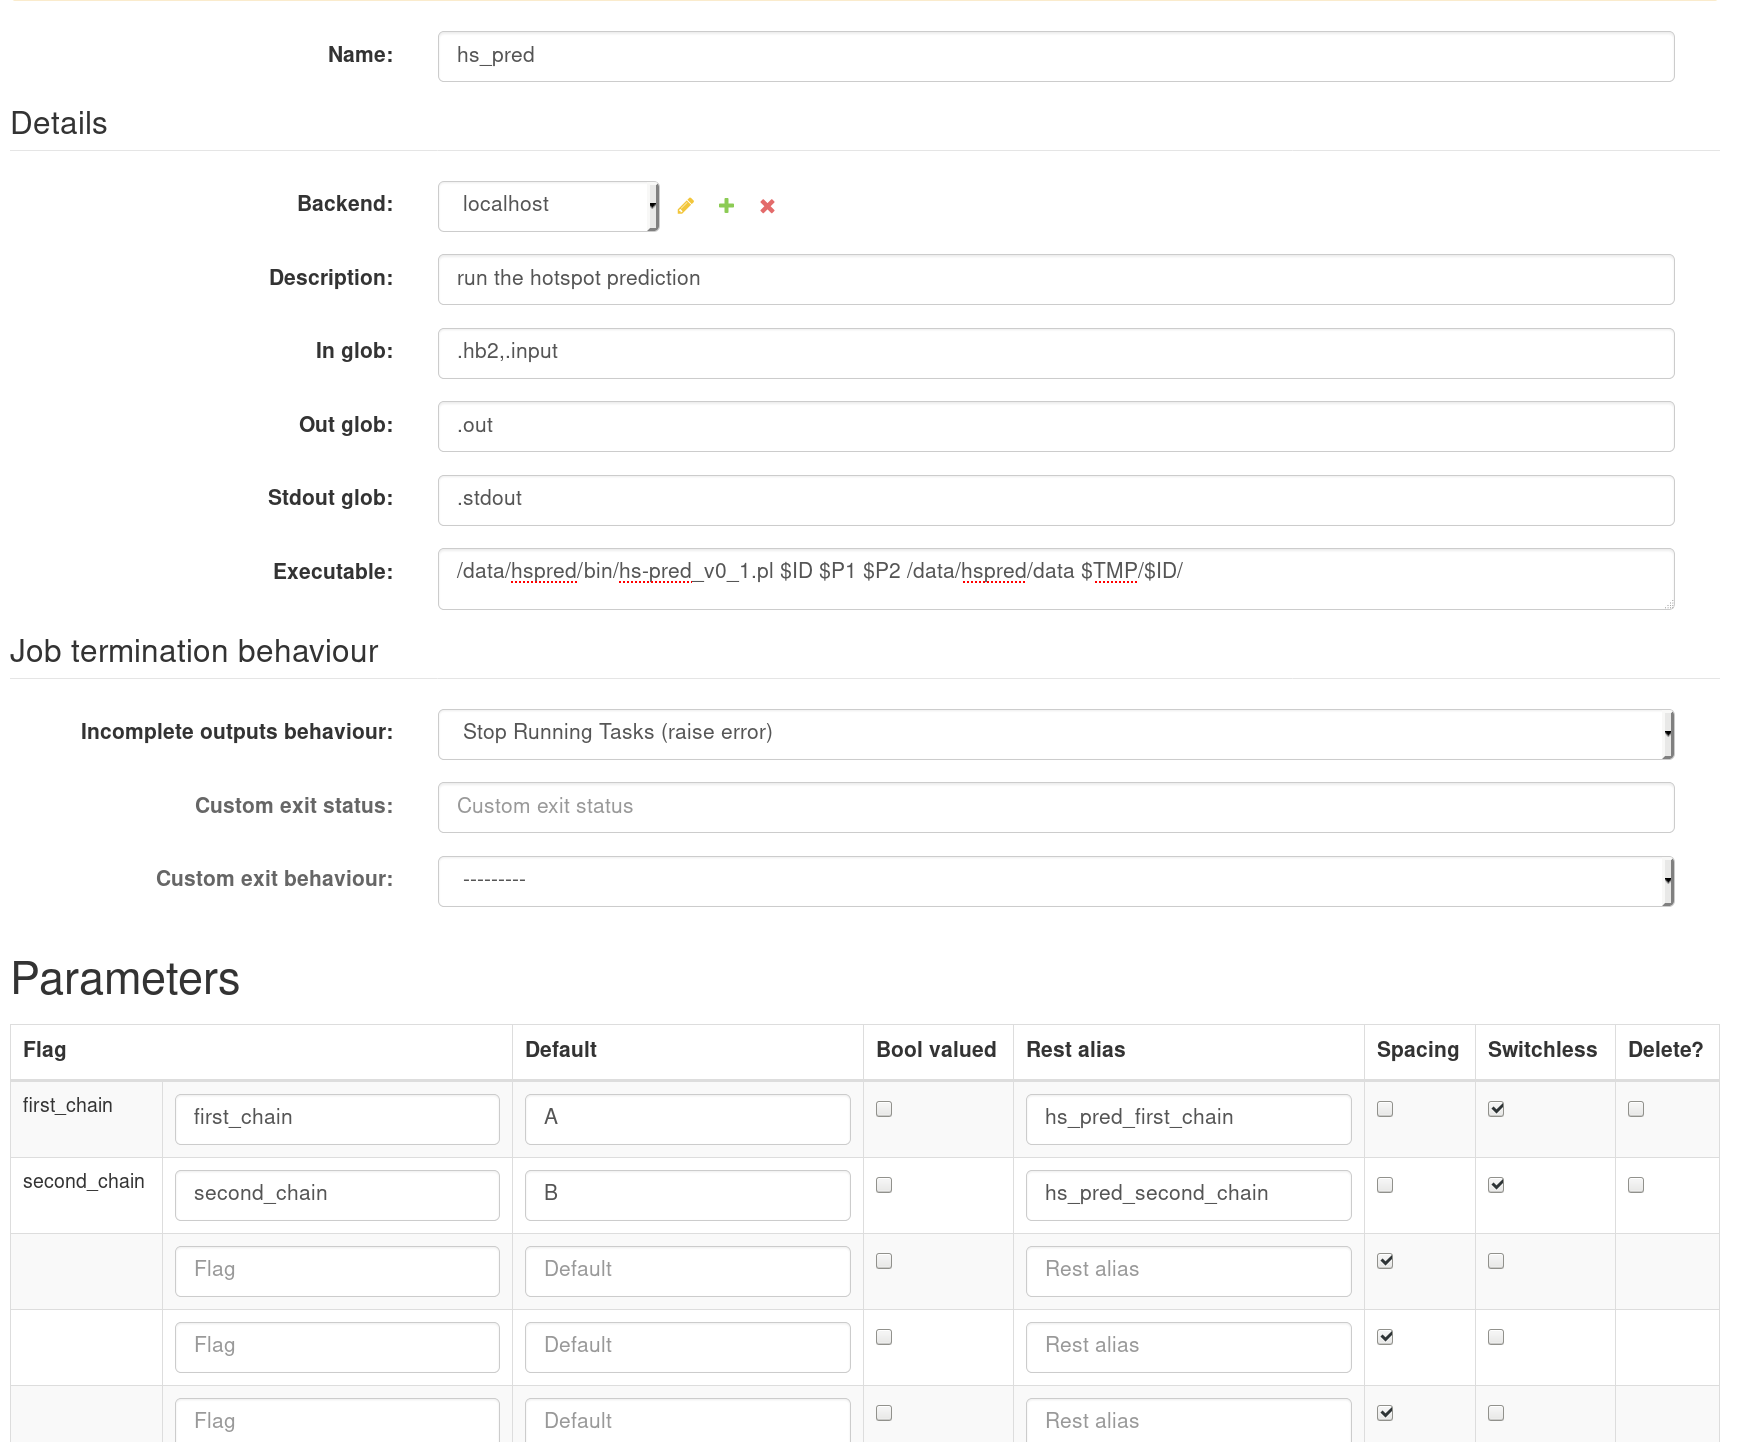 Name: hs_pred
Details
Backend: localhost
Description: run the hotspot prediction
In glob: .hb2,.input
Out glob: .out
Stdout glob: .stdout
Executable: /data/hspred/bin/hs-pred_v0_1.pl $ID $P1 $P2 /data/hspred/data $TMP/$ID/
Job termination behaviour
Incomplete outputs behaviour: Stop Running Tasks (raise error)
Custom exit status: Custom exit status
Custom exit behaviour: ---------
Parameters
Flag Default Bool valued Rest alias Spacing Switchless Delete?
first_chain first_chain A hs_pred_first_chain
second_chain second_chain B hs_pred_second_chain
Flag Default Rest alias
Flag Default Rest alias
Flag Default Rest alias